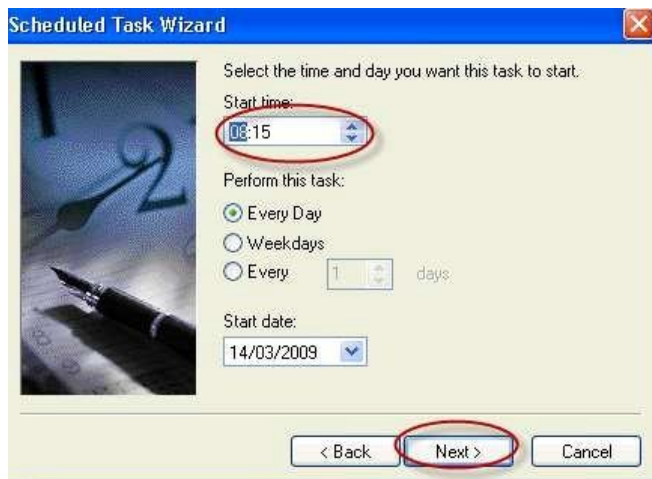 Scheduled Task Wizard
Select the time and day you want this task to start.
Start time:
08:15
Perform this task:
Every Day
Weekdays
Every 1 days
Start date:
14/03/2009
< Back Next > Cancel